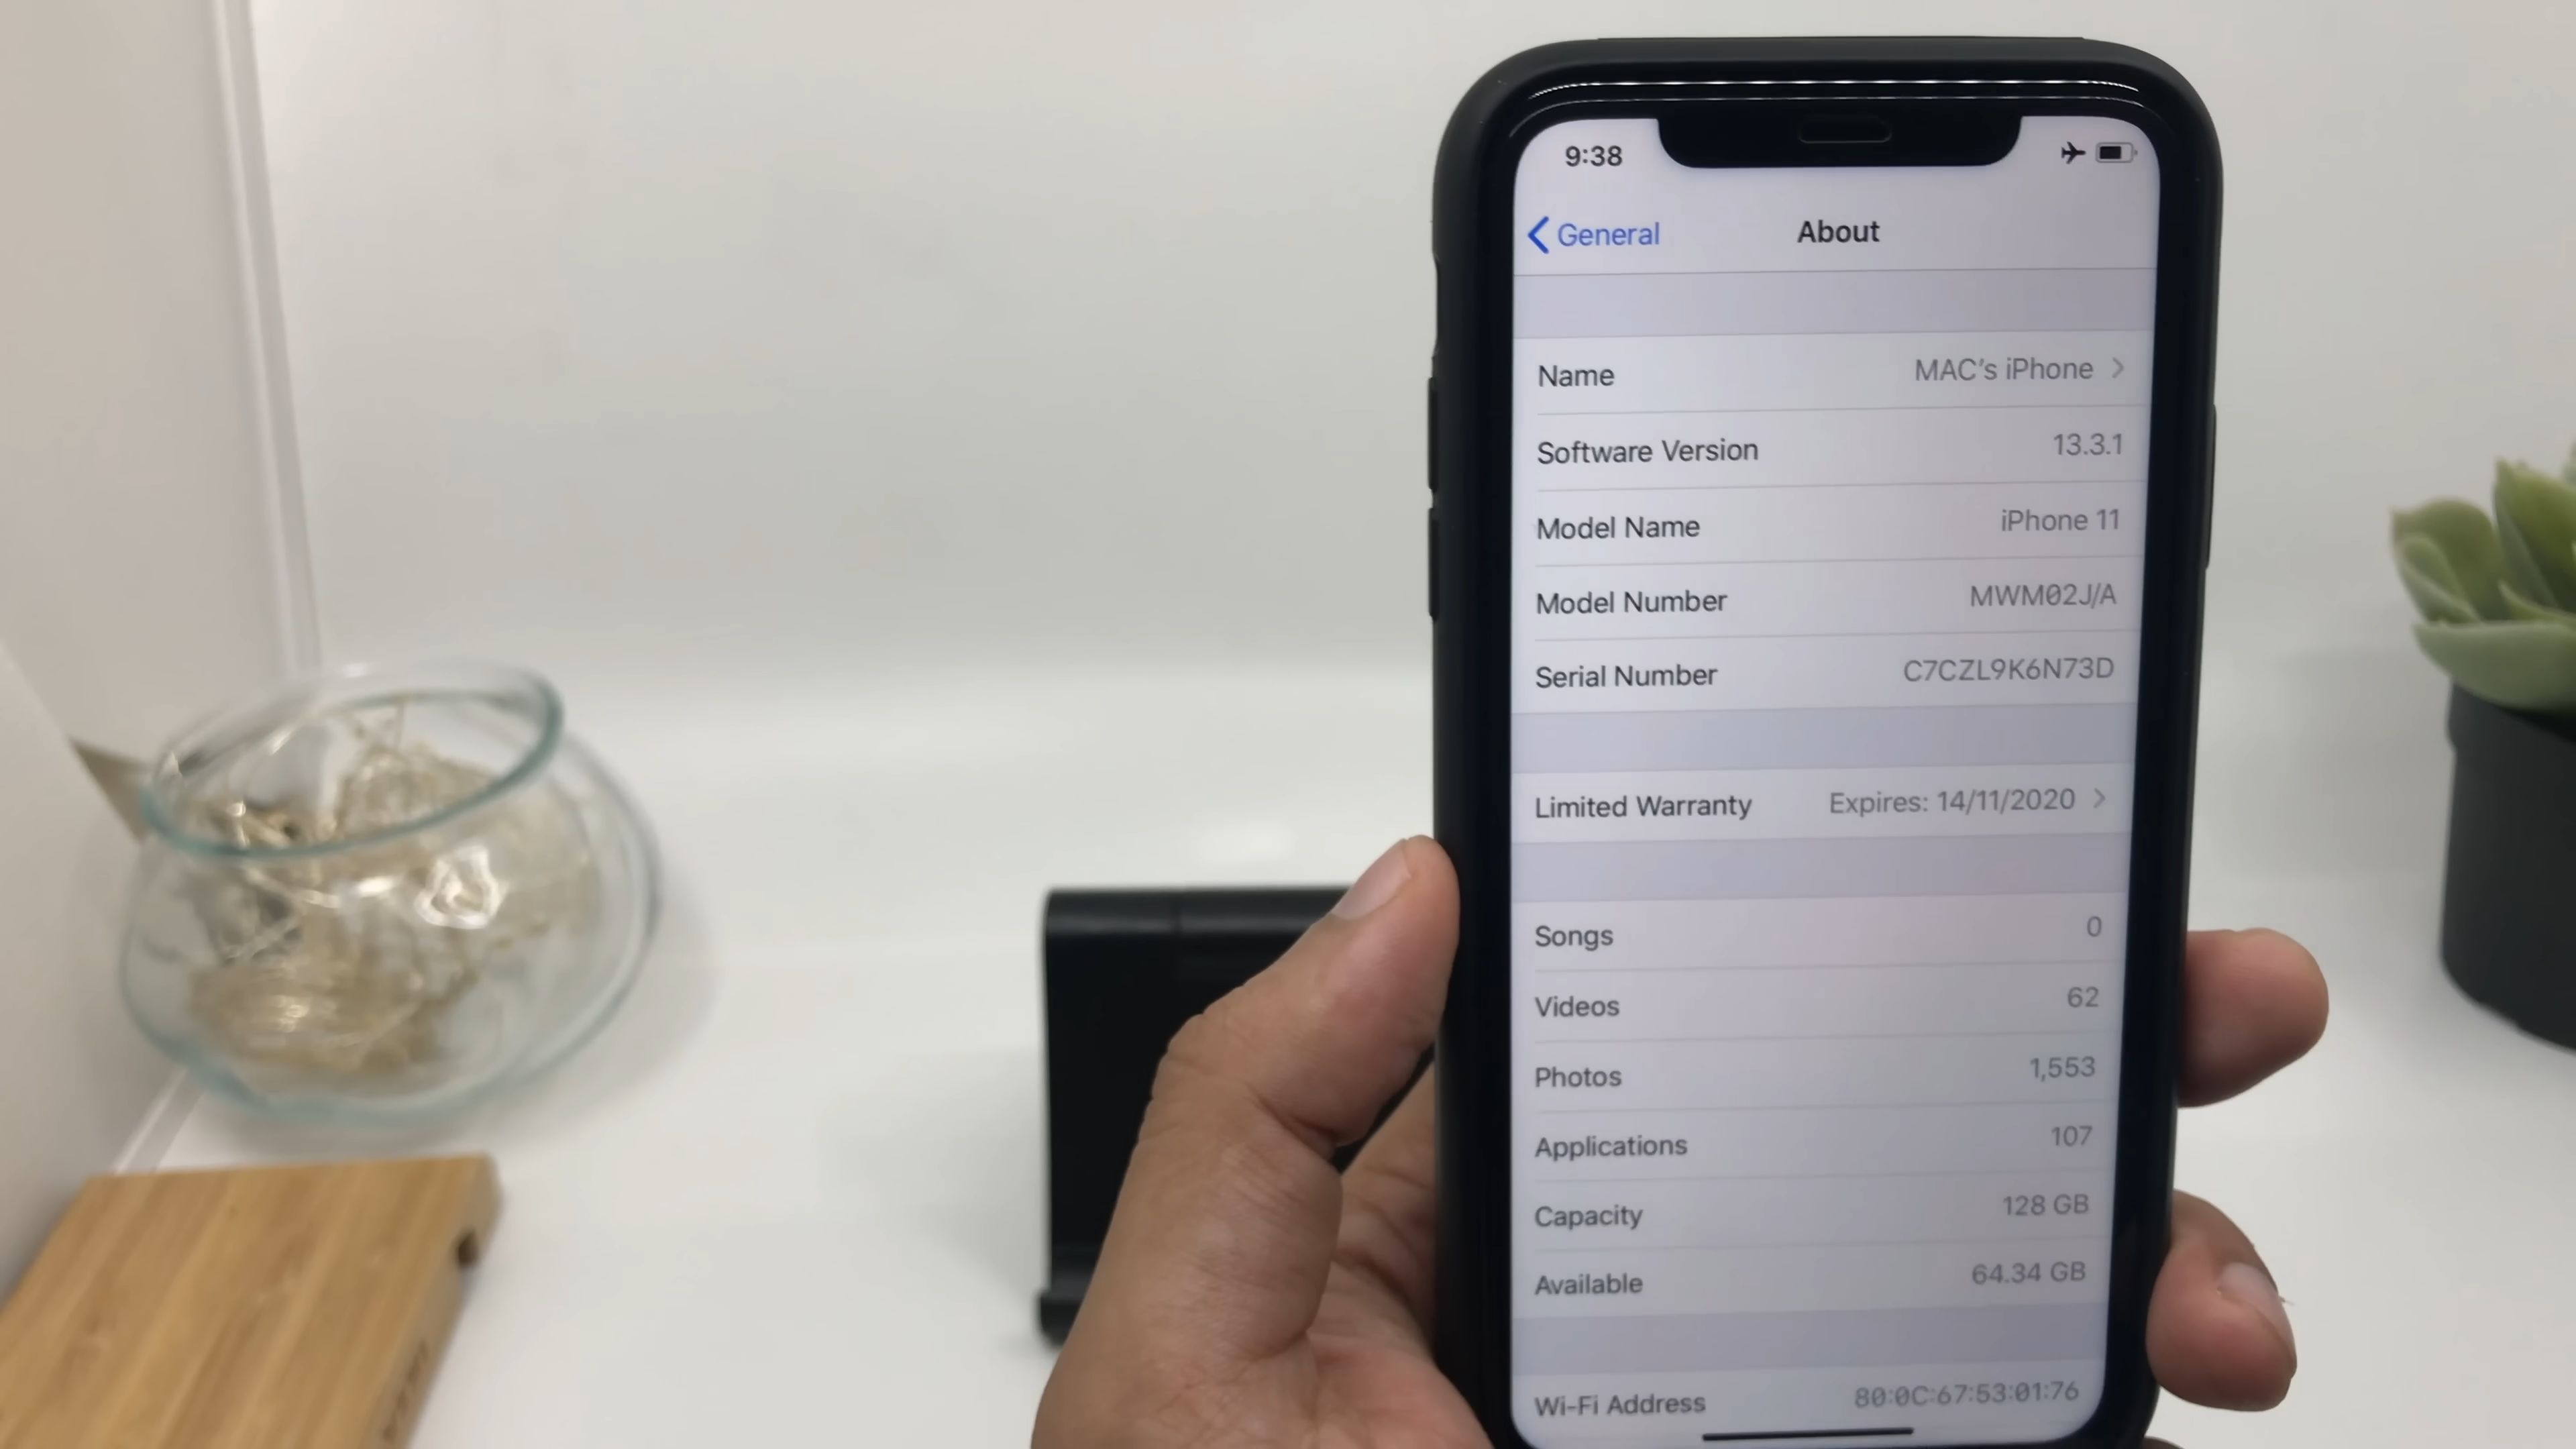 9:38
General
About
Name MAC's iPhone
Software Version 13.3.1
Model Name iPhone 11
Model Number MWM02J/A
Serial Number C7CZL9K6N73D
Limited Warranty Expires: 14/11/2020
Songs 0
Videos 62
Photos 1,553
Applications 107
Capacity 128 GB
Available 64.34 GB
Wi-Fi Address 80:0C:67:53:01:76